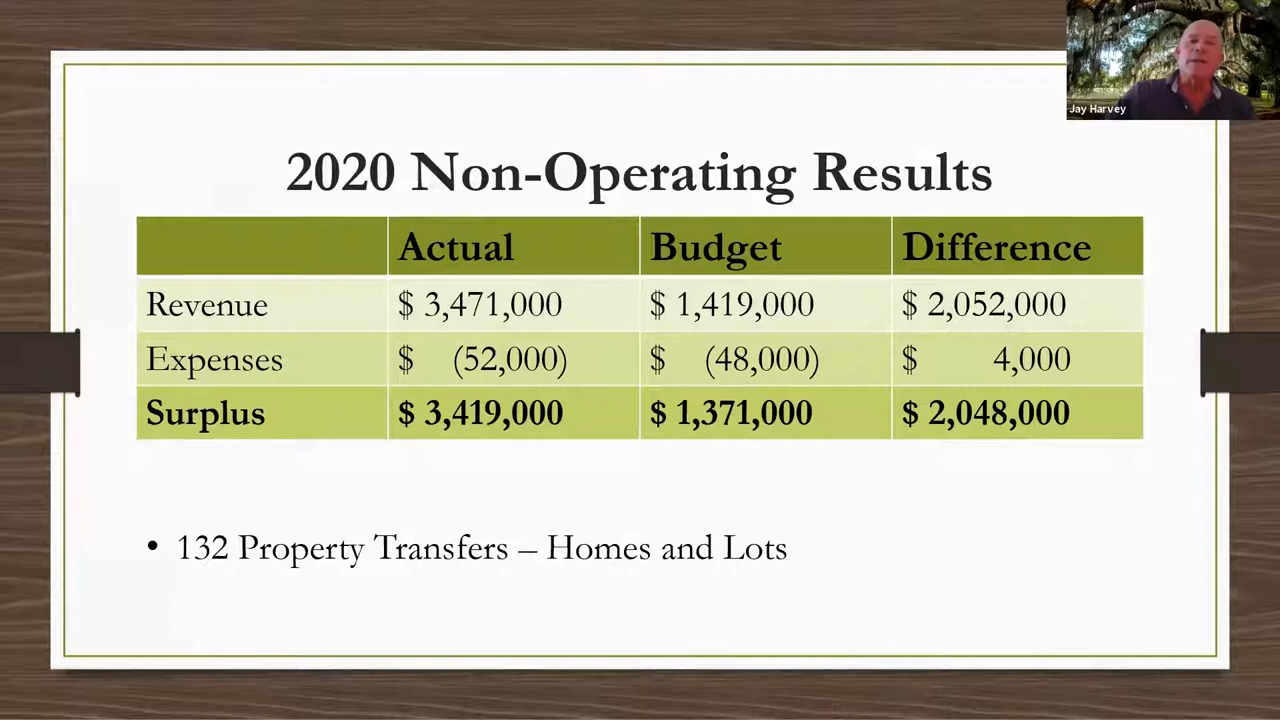 Jay Harvey
2020 Non-Operating Results
Actual Budget Difference
Revenue $ 3,471,000 $ 1,419,000 $ 2,052,000
Expenses $ (52,000) $ (48,000) $ 4,000
Surplus $ 3,419,000 $ 1,371,000 $ 2,048,000
• 132 Property Transfers – Homes and Lots